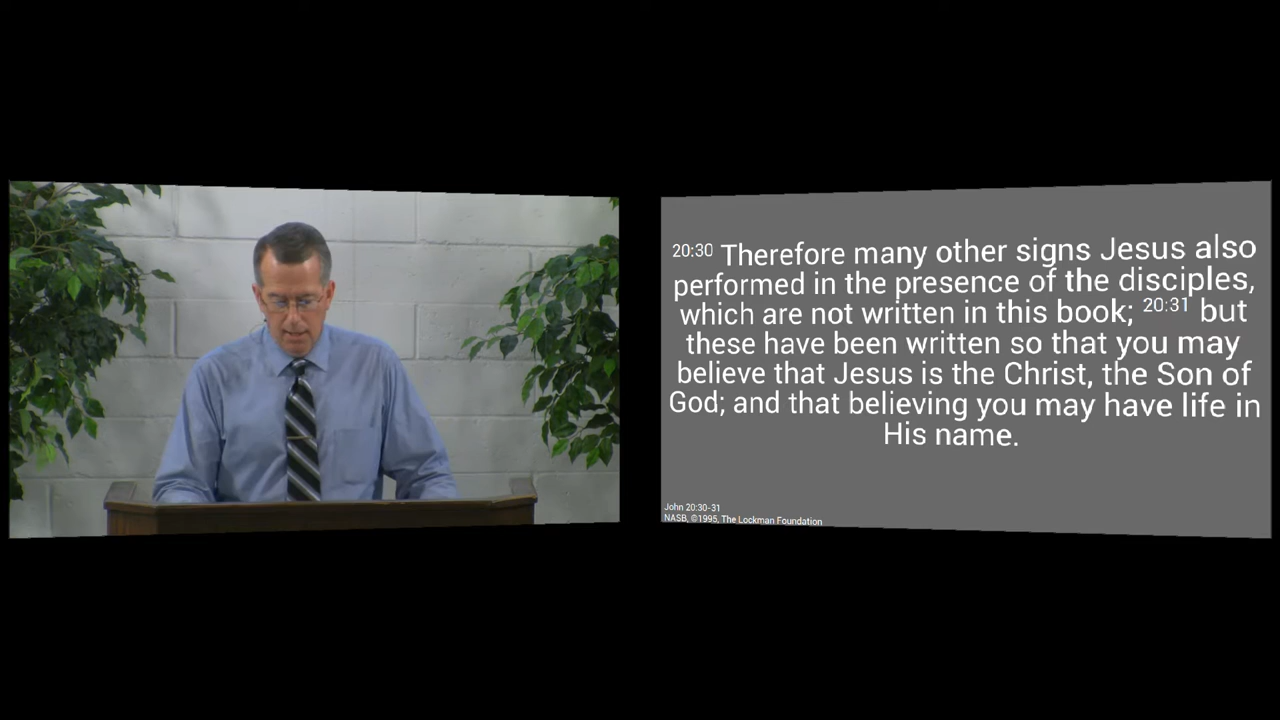 20:30 Therefore many other signs Jesus also
performed in the presence of the disciples,
which are not written in this book; 20:31 but
these have been written so that you may
believe that Jesus is the Christ, the Son of
God; and that believing you may have life in
His name.
John 20:30-31
NASB, ©1995, The Lockman Foundation